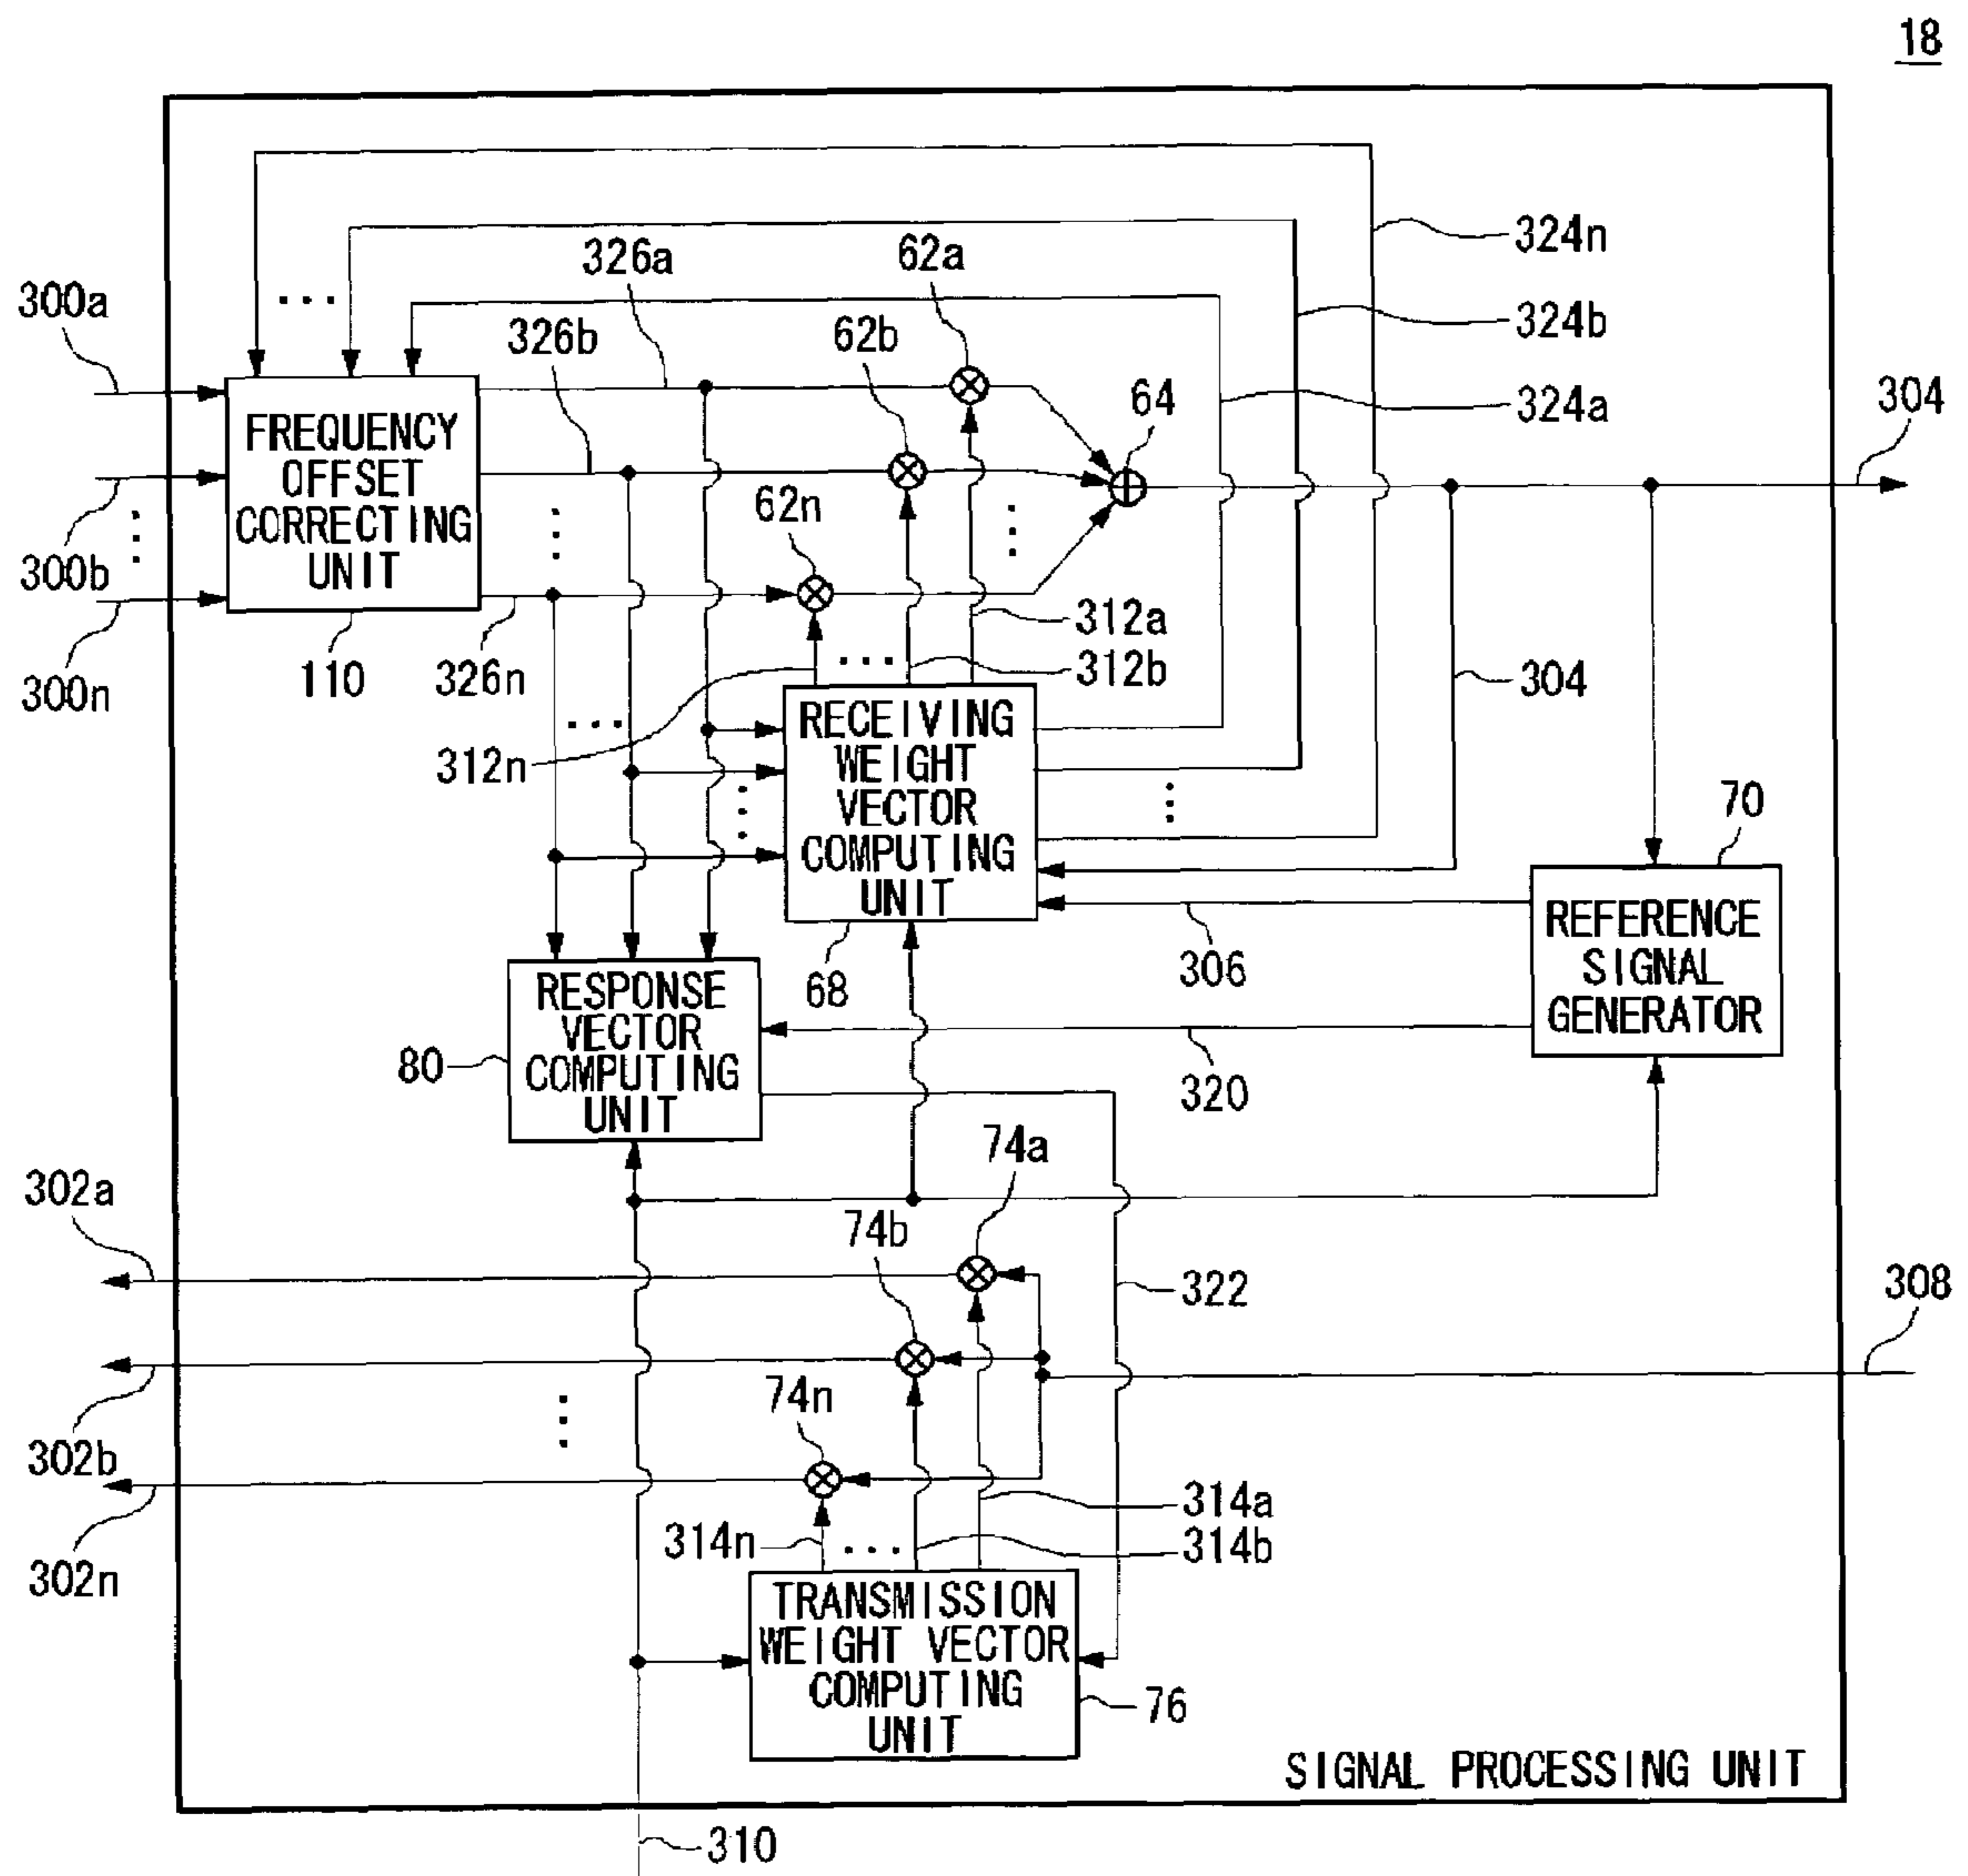 18
324n
326a
62a
300a
326b
62b
324b
64
324a
304
FREQUENCY
OFFSET
CORRECTING
UNIT
62n
300b
312a
110
326n
312b
304
300n
RECEIVING
WEIGHT
VECTOR
COMPUTING
UNIT
312n
70
REFERENCE
SIGNAL
GENERATOR
306
68
RESPONSE
VECTOR
COMPUTING
UNIT
80
320
74a
302a
74b
322
308
74n
302b
314a
314n
314b
302n
TRANSMISSION
WEIGHT VECTOR
COMPUTING
UNIT
76
SIGNAL PROCESSING UNIT
310